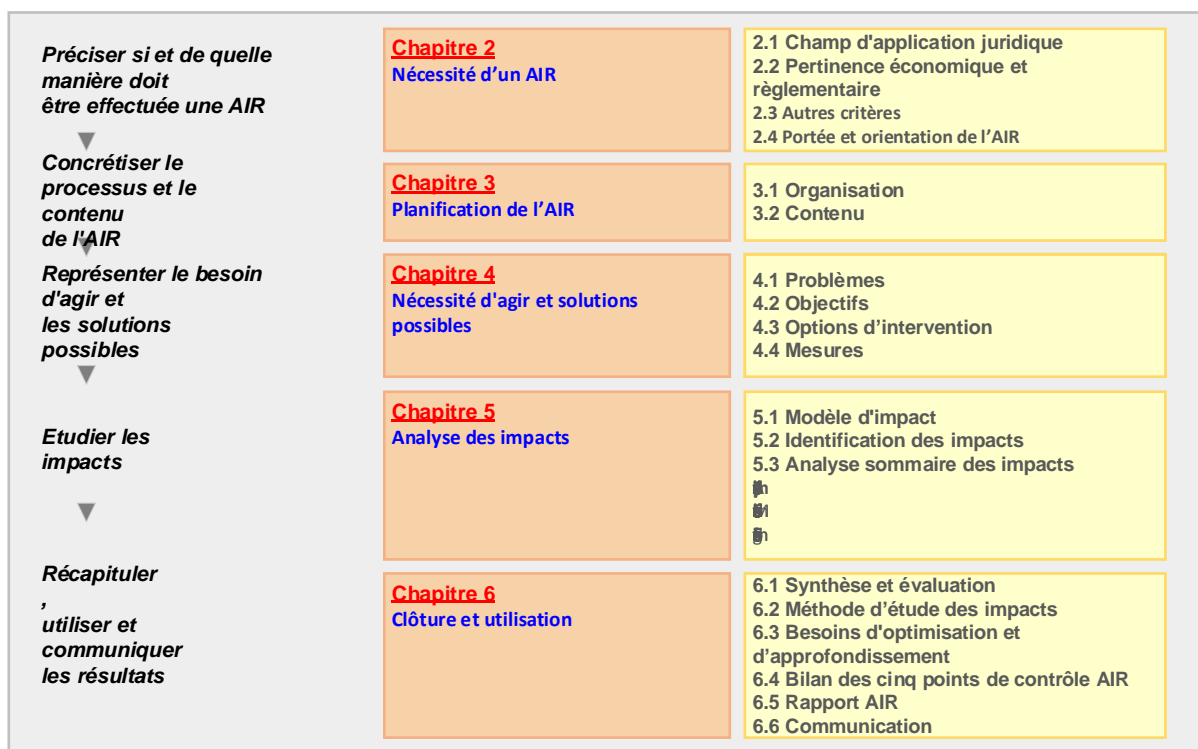 Préciser si et de quelle
manière doit
être effectuée une AIR
Chapitre 2
Nécessité d’un AIR
2.1 Champ d'application juridique
2.2 Pertinence économique et
règlementaire
2.3 Autres critères
2.4 Portée et orientation de l’AIR
Concrétiser le
processus et le
contenu
de l'AIR
Chapitre 3
Planification de l’AIR
3.1 Organisation
3.2 Contenu
Représenter le besoin
d'agir et
les solutions
possibles
Chapitre 4
Nécessité d'agir et solutions
possibles
4.1 Problèmes
4.2 Objectifs
4.3 Options d’intervention
4.4 Mesures
Etudier les
impacts
Chapitre 5
Analyse des impacts
5.1 Modèle d'impact
5.2 Identification des impacts
5.3 Analyse sommaire des impacts
Récapituler
,
utiliser et
communiquer
les résultats
Chapitre 6
Clôture et utilisation
6.1 Synthèse et évaluation
6.2 Méthode d’étude des impacts
6.3 Besoins d'optimisation et
d’approfondissement
6.4 Bilan des cinq points de contrôle AIR
6.5 Rapport AIR
6.6 Communication